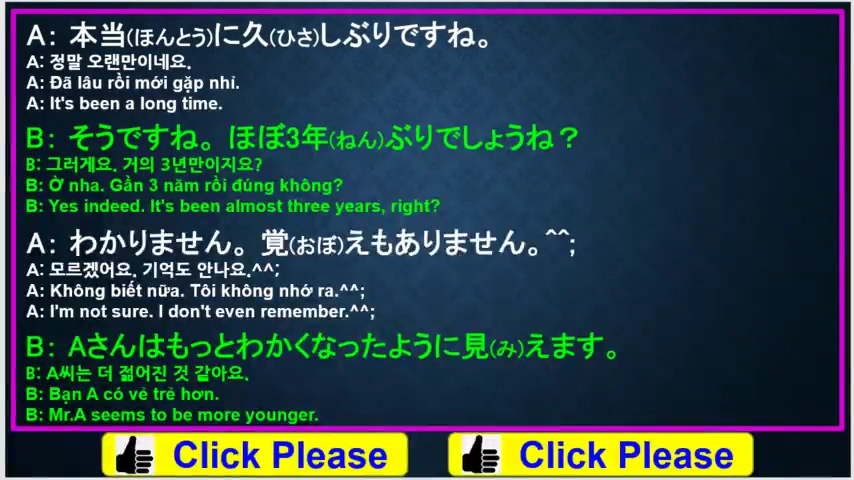 A: 本当(ほんとう)に久(ひさ)しぶりですね。
A: 정말 오랜만이네요.
A: Đã lâu rồi mới gặp nhỉ.
A: It's been a long time.
B: そうですね。ほぼ3年(ねん)ぶりでしょうね？
B: 그러게요. 거의 3년만이지요?
B: Ờ nha. Gần 3 năm rồi đúng không?
B: Yes indeed. It's been almost three years, right?
A: わかりません。覚(おぼ)えもありません。^^;
A: 모르겠어요. 기억도 안나요.^^;
A: Không biết nữa. Tôi không nhớ ra.^^;
A: I'm not sure. I don't even remember.^^;
B: Aさんはもっとわかくなったように見(み)えます。
B: A씨는 더 젊어진 것 같아요.
B: Bạn A có vẻ trẻ hơn.
B: Mr.A seems to be more younger.
Click Please
Click Please